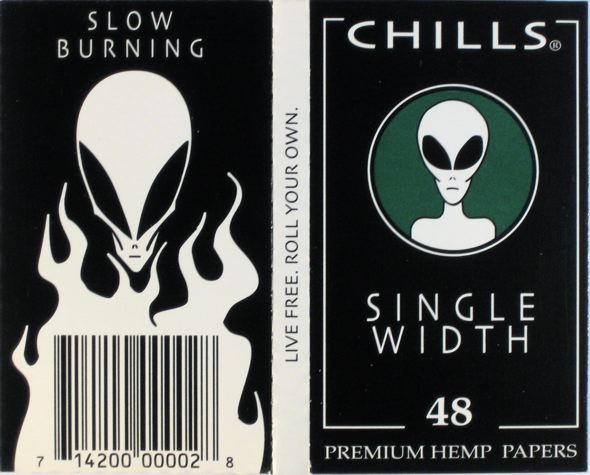 SLOW
BURNING
7 14200 00002 8
LIVE FREE. ROLL YOUR OWN.
CHILLS®
SINGLE
WIDTH
48
PREMIUM HEMP PAPERS